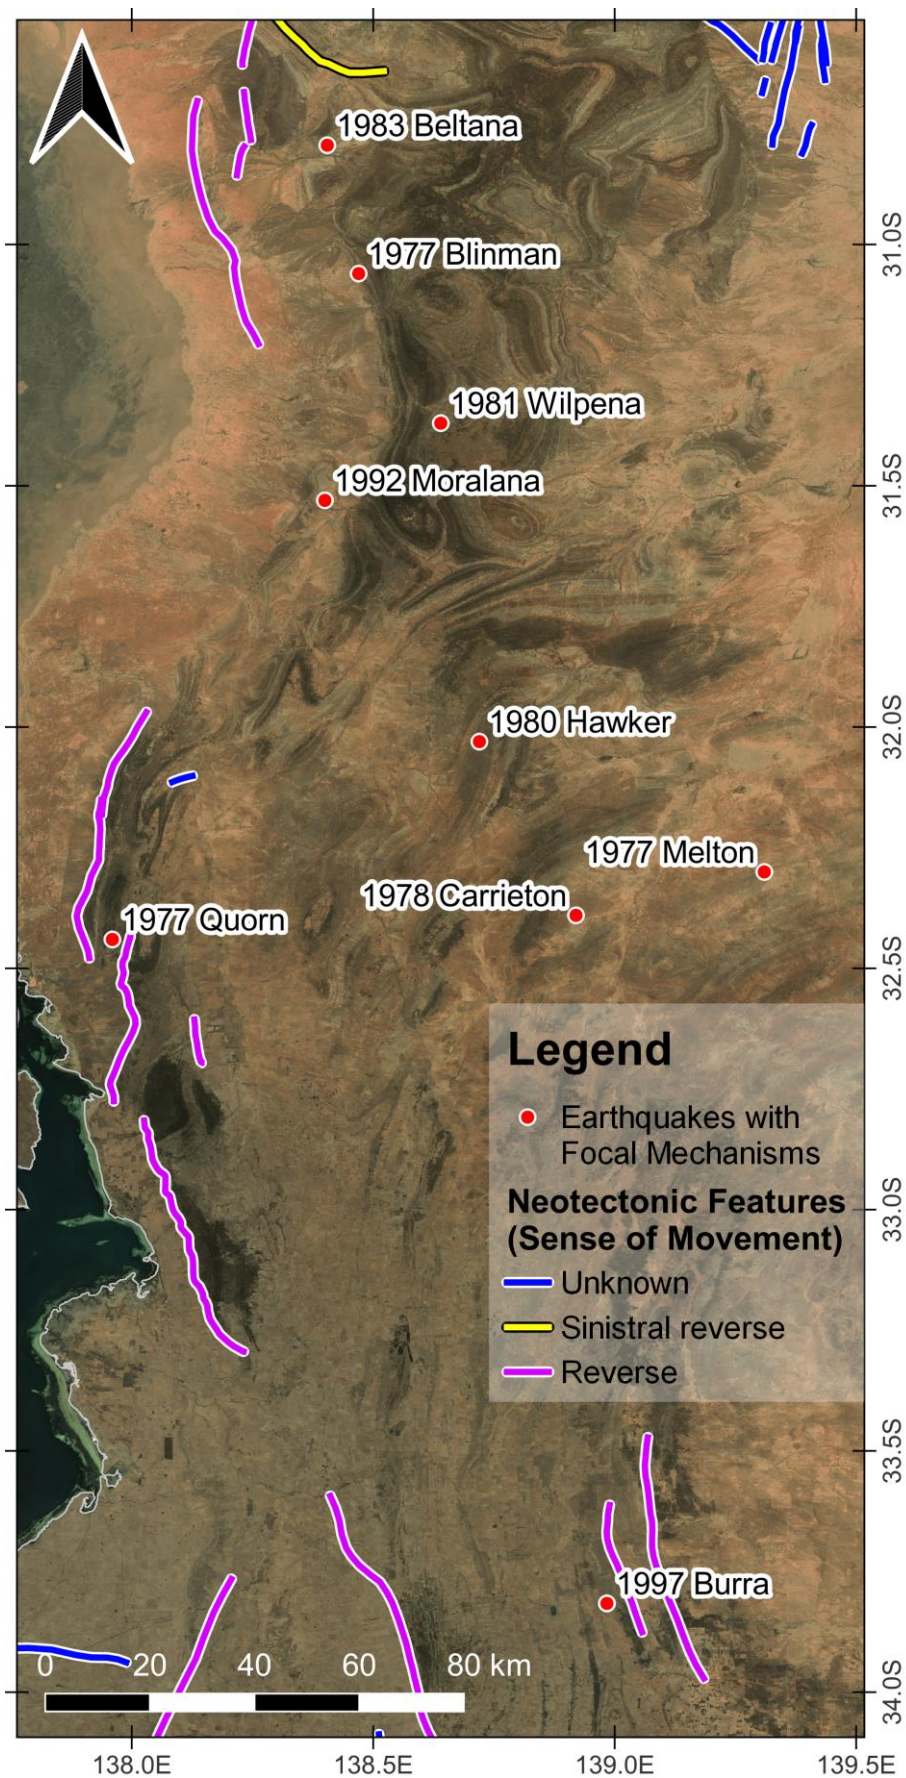 1983 Beltana
31.0S
1977 Blinman
1981 Wilpena
1992 Moralana
31.5S
1980 Hawker
32.0S
1977 Melton
1978 Carrieton
1977 Quorn
32.5S
Legend
Earthquakes with
Focal Mechanisms
Neotectonic Features
(Sense of Movement)
Unknown
Sinistral reverse
Reverse
33.0S
33.5S
1997 Burra
0 20 40 60 80 km
34.0S
138.0E 138.5E 139.0E 139.5E